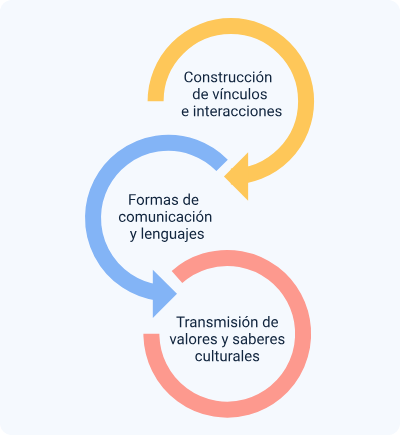 Construcción
de vínculos
e interacciones
Formas de
comunicación
y lenguajes
Transmisión de
valores y saberes
culturales